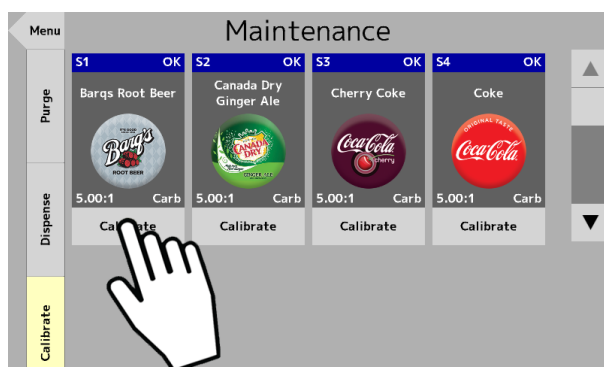 Menu
Maintenance
Purge
Dispense
Calibrate
S1 OK
Barqs Root Beer
Barq's
ROOT BEER
5.00:1 Carb
S2 OK
Canada Dry
Ginger Ale
CANADA
DRY
GINGER ALE
5.00:1 Carb
Calibrate
S3 OK
Cherry Coke
Coca-Cola
cherry
5.00:1 Carb
Calibrate
S4 OK
Coke
ORIGINAL TASTE
Coca-Cola
5.00:1 Carb
Calibrate